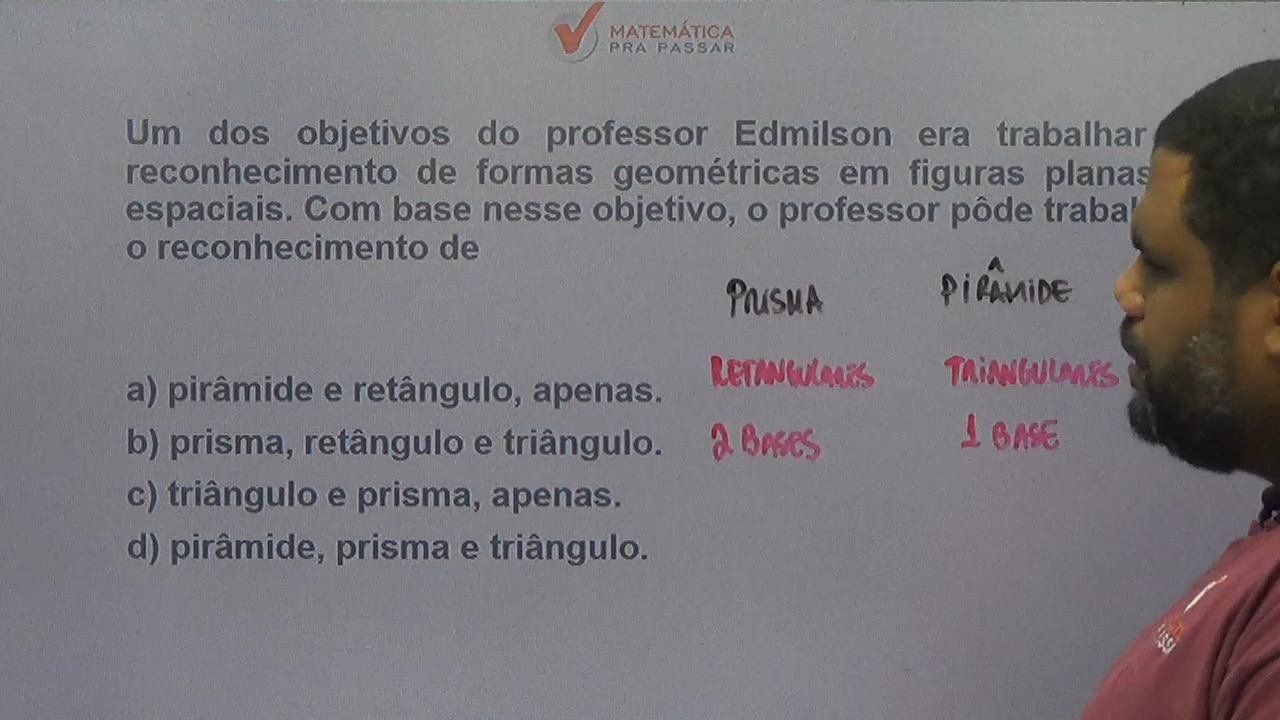 MATEMÁTICA
PRA PASSAR
Um dos objetivos do professor Edmilson era trabalhar
reconhecimento de formas geométricas em figuras planas
espaciais. Com base nesse objetivo, o professor pôde trabal
o reconhecimento de
PRISMA PIRÂMIDE
RETANGULARES TRIANGULARES
a) pirâmide e retângulo, apenas.
b) prisma, retângulo e triângulo.
2 BASES 1 BASE
c) triângulo e prisma, apenas.
d) pirâmide, prisma e triângulo.